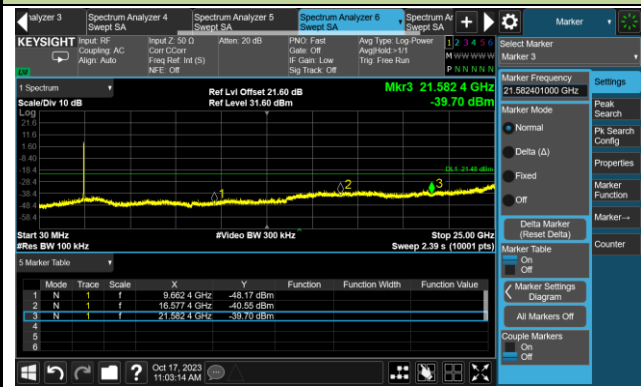 nalyzer 3
Spectrum Analyzer 4
Swept SA
Spectrum Analyzer 5
Swept SA
Spectrum Analyzer 6
Swept SA
Spectrum Ar
Swept SA
Marker
KEYSIGHT
Input: RF
Coupling: AC
Align: Auto
Input Z: 50 Ω
Corr CCorr
Freq Ref: Int (S)
NFE: Off
Atten: 20 dB
PNO: Fast
Gate: Off
IF Gain: Low
Sig Track: Off
Avg Type: Log-Power
Avg|Hold:>1/1
Trig: Free Run
1 2 3 4 5 6
M W W W W W
P N N N N N
LXI
Select Marker
Marker 3
1 Spectrum
Scale/Div 10 dB
Ref Lvl Offset 21.60 dB
Ref Level 31.60 dBm
Mkr3 21.582 4 GHz
-39.70 dBm
Log
21.6
11.6
1.60
-8.40
-18.4
-28.4
-38.4
-48.4
-58.4
DL1 -21.48 dBm
1
2
3
Start 30 MHz
#Res BW 100 kHz
#Video BW 300 kHz
Stop 25.00 GHz
Sweep 2.39 s (10001 pts)
5 Marker Table
Mode Trace Scale X Y Function Function Width Function Value
1 N 1 f 9.662 4 GHz -48.17 dBm
2 N 1 f 16.577 4 GHz -40.55 dBm
3 N 1 f 21.582 4 GHz -39.70 dBm
4
5
6
Marker Frequency
21.582401000 GHz
Marker Mode
Normal
Delta (Δ)
Fixed
Off
Delta Marker
(Reset Delta)
Marker Table
On
Off
Marker Settings
Diagram
All Markers Off
Couple Markers
On
Off
Settings
Peak
Search
Pk Search
Config
Properties
Marker
Function
Marker→
Counter
?
Oct 17, 2023
11:03:14 AM